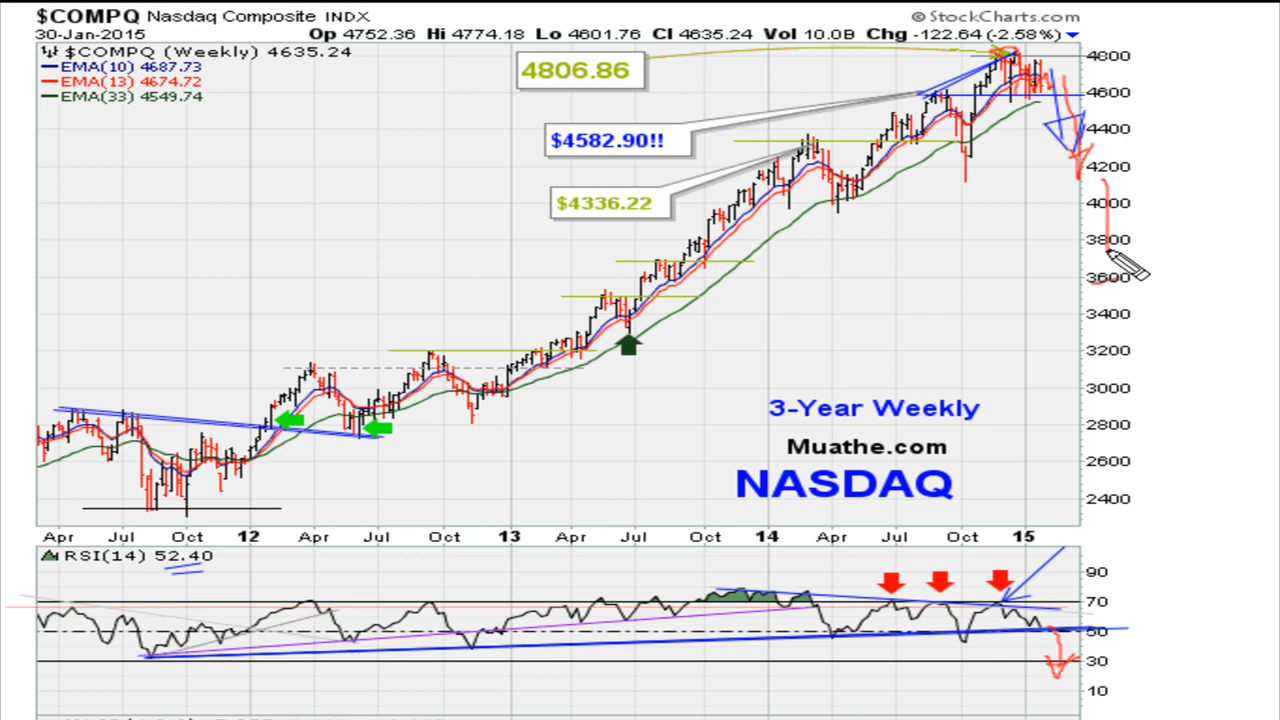 $COMPQ Nasdaq Composite INDX
© StockCharts.com
30-Jan-2015
Op 4752.36 Hi 4774.18 Lo 4601.76 Cl 4635.24 Vol 10.0B Chg -122.64 (-2.58%)
$COMPQ (Weekly) 4635.24
EMA(10) 4687.73
EMA(13) 4674.72
EMA(33) 4549.74
4806.86
$4582.90!!
$4336.22
4800
4600
4400
4200
4000
3800
3600
3400
3200
3000
2800
2600
2400
3-Year Weekly
Muathe.com
NASDAQ
Apr Jul Oct 12 Apr Jul Oct 13 Apr Jul Oct 14 Apr Jul Oct 15
RSI(14) 52.40
90
70
50
30
10